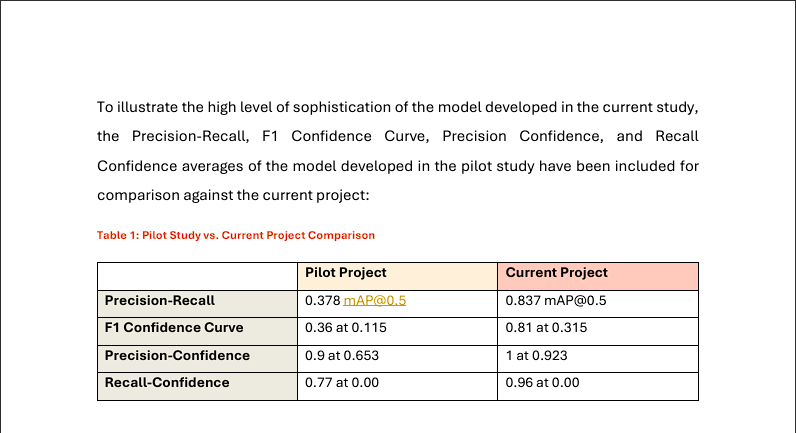 To illustrate the high level of sophistication of the model developed in the current study,
the Precision-Recall, F1 Confidence Curve, Precision Confidence, and Recall
Confidence averages of the model developed in the pilot study have been included for
comparison against the current project:
Table 1: Pilot Study vs. Current Project Comparison
Pilot Project Current Project
Precision-Recall 0.378 mAP@0.5 0.837 mAP@0.5
F1 Confidence Curve 0.36 at 0.115 0.81 at 0.315
Precision-Confidence 0.9 at 0.653 1 at 0.923
Recall-Confidence 0.77 at 0.00 0.96 at 0.00